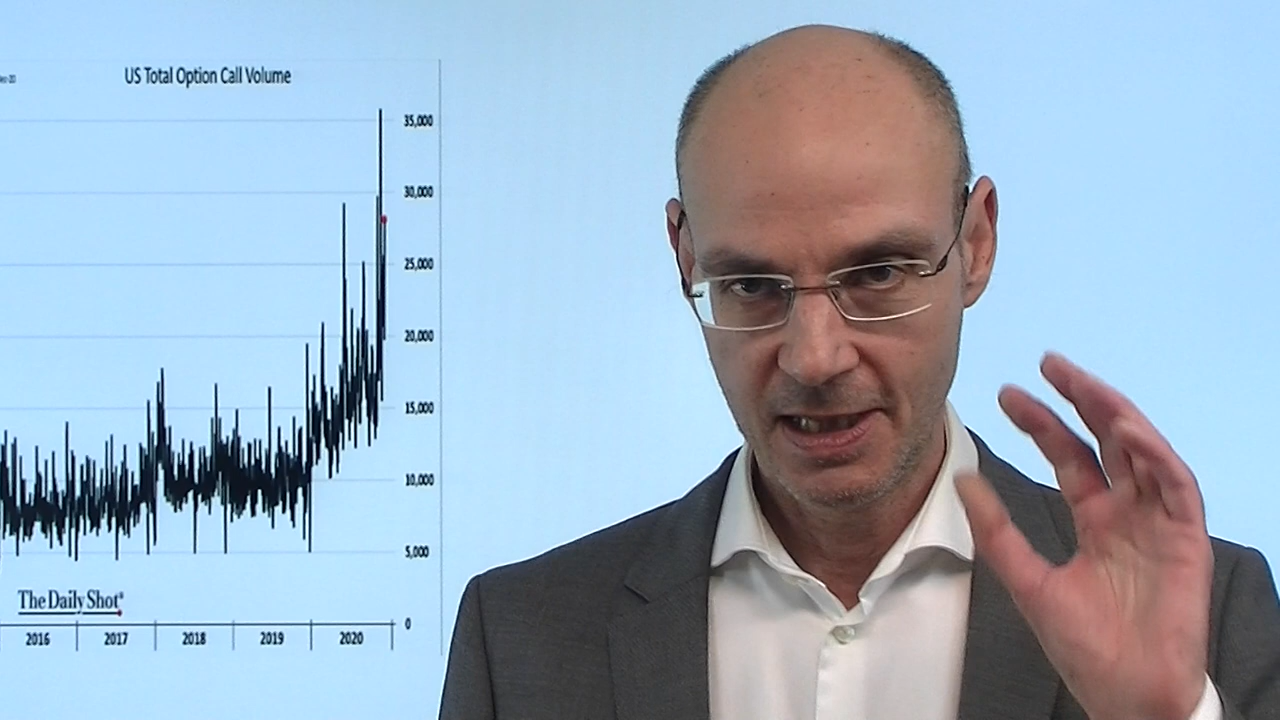 US Total Option Call Volume
35,000
30,000
25,000
20,000
15,000
10,000
5,000
The Daily Shot®
0
2016 2017 2018 2019 2020